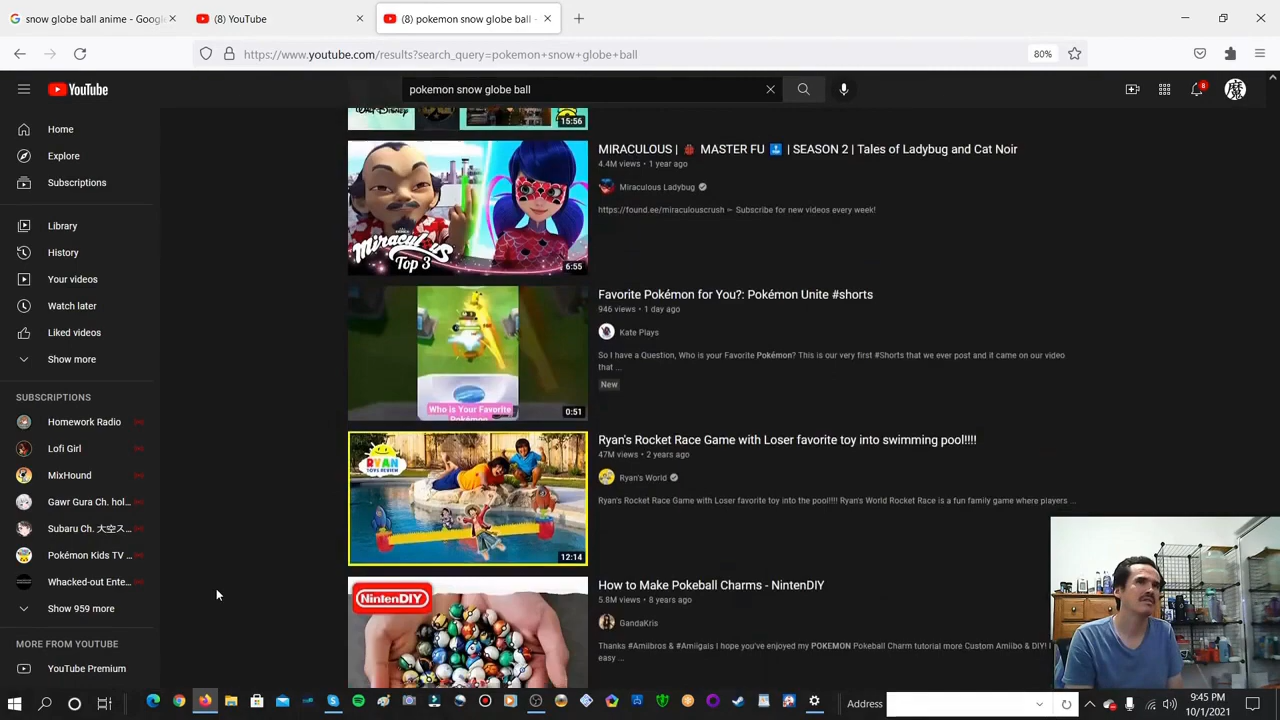 snow globe ball anime - Googl
(8) YouTube
(8) pokemon snow globe ball -
https://www.youtube.com/results?search_query=pokemon+snow+globe+ball
80%
YouTube
pokemon snow globe ball
8
Home
Explore
Subscriptions
Library
History
Your videos
Watch later
Liked videos
Show more
SUBSCRIPTIONS
Homework Radio
Lofi Girl
MixHound
Gawr Gura Ch. hol...
Subaru Ch. 大空ス...
Pokémon Kids TV ...
Whacked-out Ente...
Show 959 more
MORE FROM YOUTUBE
YouTube Premium
15:56
MIRACULOUS | 🐞 MASTER FU 🔝 | SEASON 2 | Tales of Ladybug and Cat Noir
4.4M views • 1 year ago
Miraculous Ladybug
https://found.ee/miraculouscrush ✂ Subscribe for new videos every week!
Miraculous
Top 3
6:55
Favorite Pokémon for You?: Pokémon Unite #shorts
946 views • 1 day ago
Kate Plays
So I have a Question, Who is your Favorite Pokémon? This is our very first #Shorts that we ever post and it came on our video
that ...
New
Who is Your Favorite
Pokémon
0:51
Ryan's Rocket Race Game with Loser favorite toy into swimming pool!!!!
47M views • 2 years ago
Ryan's World
Ryan's Rocket Race Game with Loser favorite toy into the pool!!!! Ryan's World Rocket Race is a fun family game where players ...
RYAN
TOYS REVIEW
12:14
How to Make Pokeball Charms - NintenDIY
5.8M views • 8 years ago
GandaKris
Thanks #Amiibros & #Amiigals I hope you've enjoyed my POKEMON Pokeball Charm tutorial more Custom Amiibo & DIY! I
easy ...
NintenDIY
Address
9:45 PM
10/1/2021